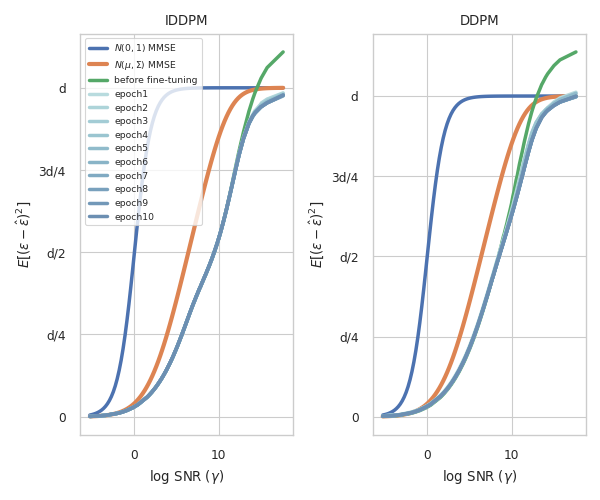 IDDPM
d
3d/4
d/2
d/4
0
E[(ε − ε̂)²]
N(0, 1) MMSE
N(μ, Σ) MMSE
before fine-tuning
epoch1
epoch2
epoch3
epoch4
epoch5
epoch6
epoch7
epoch8
epoch9
epoch10
0 10
log SNR (γ)
DDPM
d
3d/4
d/2
d/4
0
E[(ε − ε̂)²]
0 10
log SNR (γ)